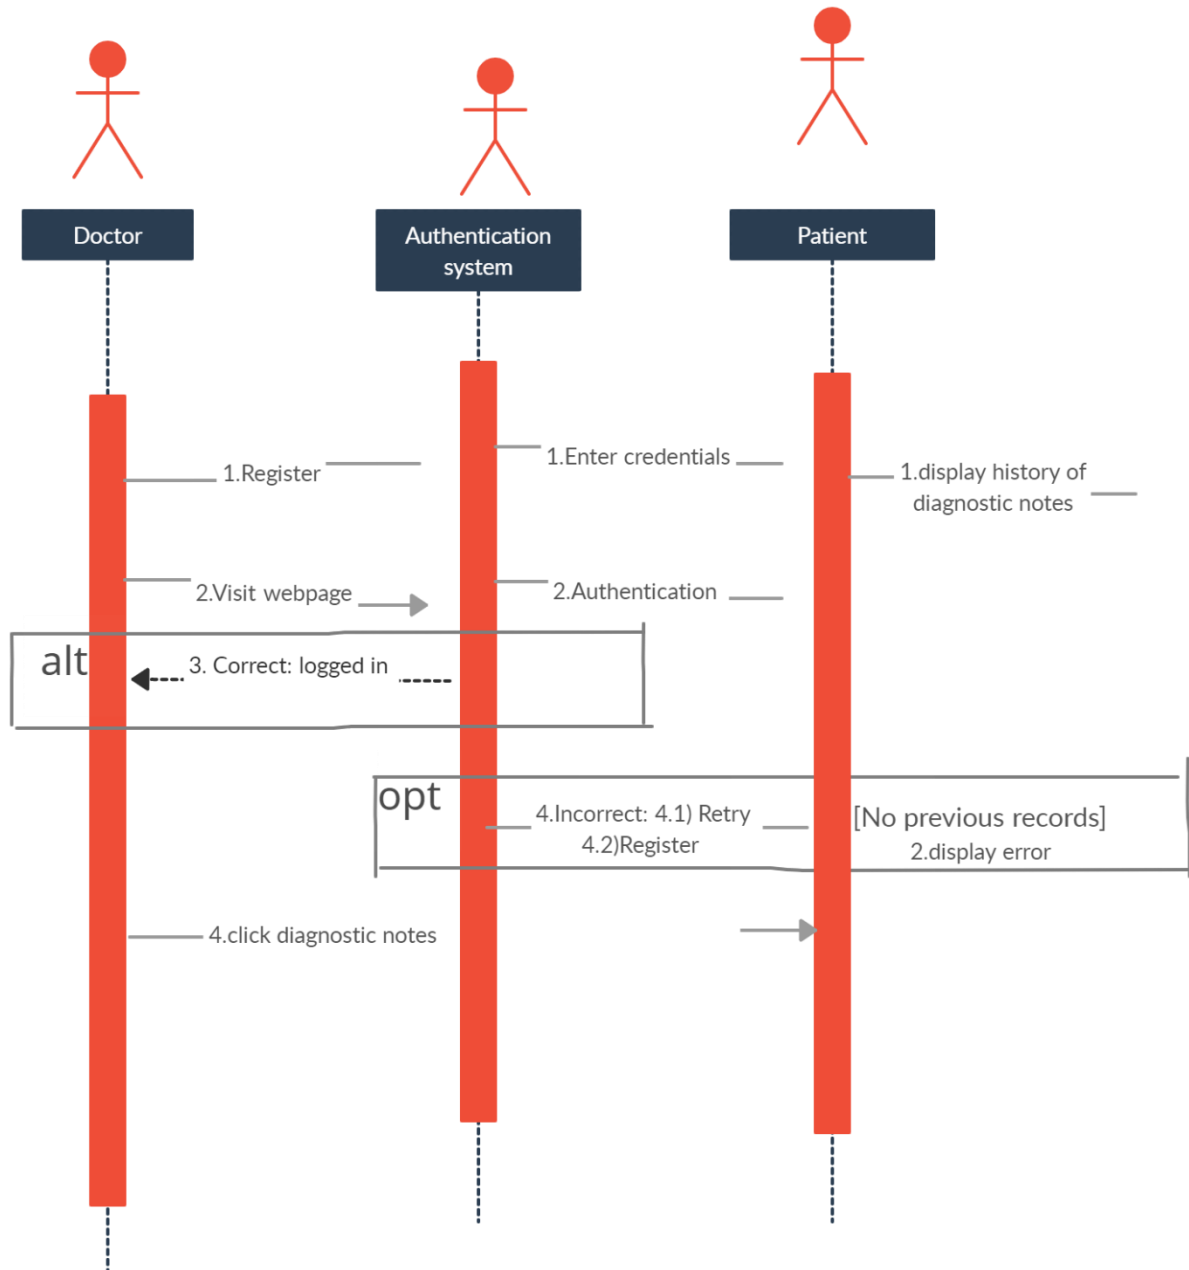 Doctor
Authentication
system
Patient
1.Register
1.Enter credentials
1.display history of
diagnostic notes
2.Visit webpage
2.Authentication
alt
3. Correct: logged in
opt
4.Incorrect: 4.1) Retry
4.2)Register
[No previous records]
2.display error
4.click diagnostic notes